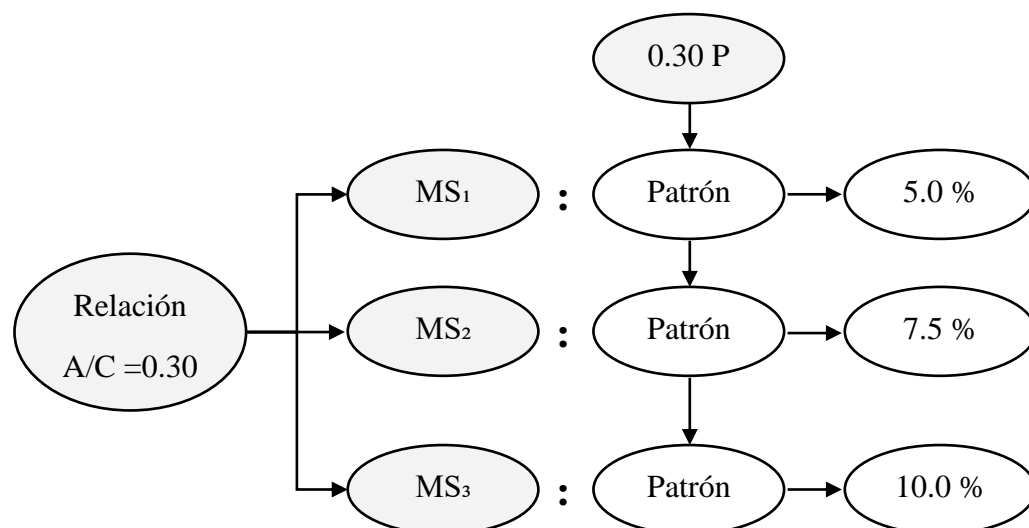 0.30 P
MS₁ : Patrón 5.0 %
Relación
A/C =0.30
MS₂ : Patrón 7.5 %
MS₃ : Patrón 10.0 %